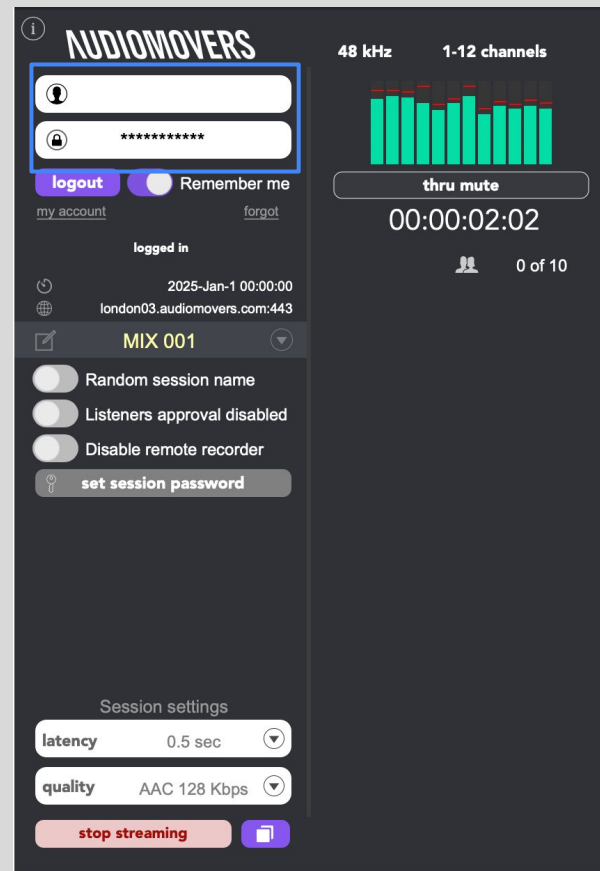 i
AUDIOMOVERS
***********
logout
Remember me
my account
forgot
logged in
2025-Jan-1 00:00:00
london03.audiomovers.com:443
MIX 001
Random session name
Listeners approval disabled
Disable remote recorder
set session password
Session settings
latency 0.5 sec
quality AAC 128 Kbps
stop streaming
48 kHz 1-12 channels
thru mute
00:00:02:02
0 of 10